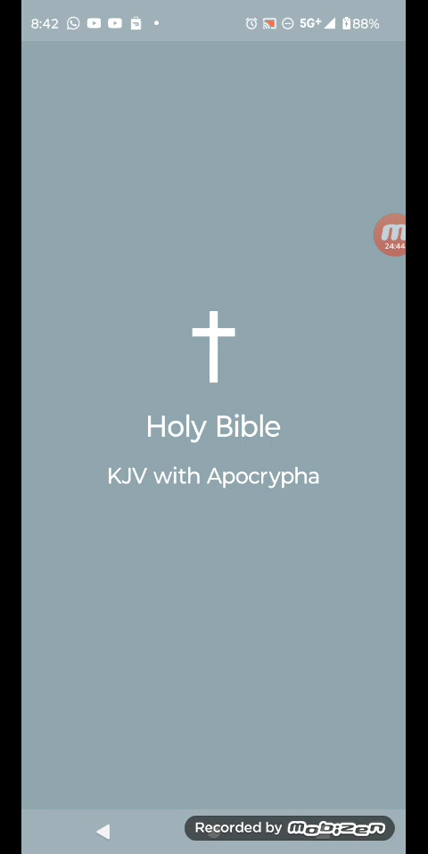 8:42 5G+ 88%
24:44
Holy Bible
KJV with Apocrypha
Recorded by mobizen